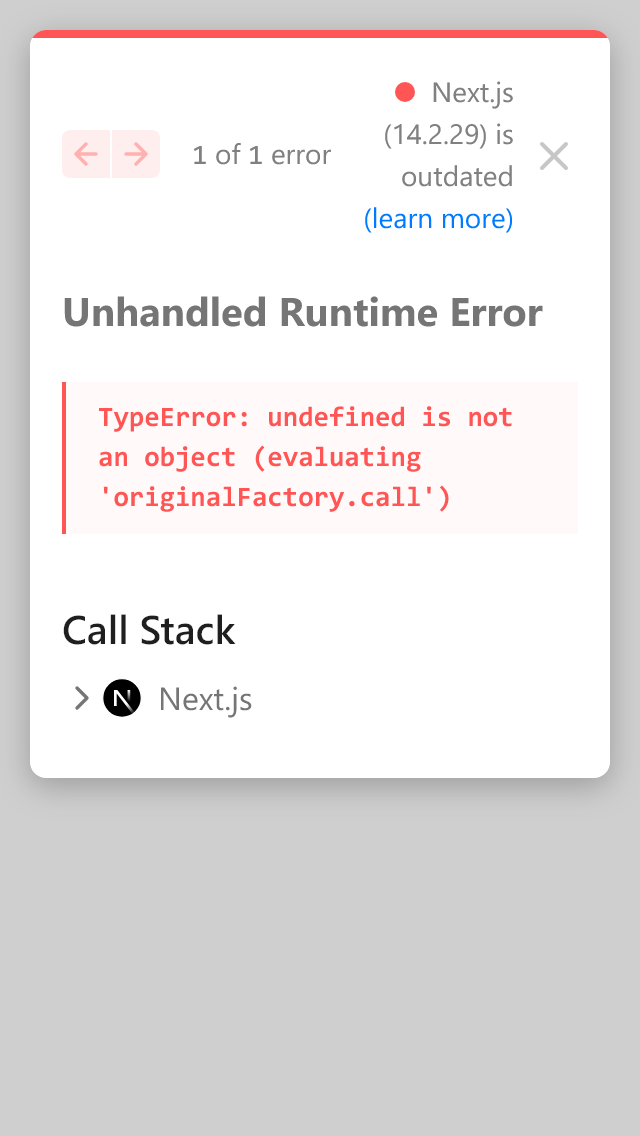 1 of 1 error
Next.js
(14.2.29) is
outdated
(learn more)
Unhandled Runtime Error
TypeError: undefined is not
an object (evaluating
'originalFactory.call')
Call Stack
N Next.js